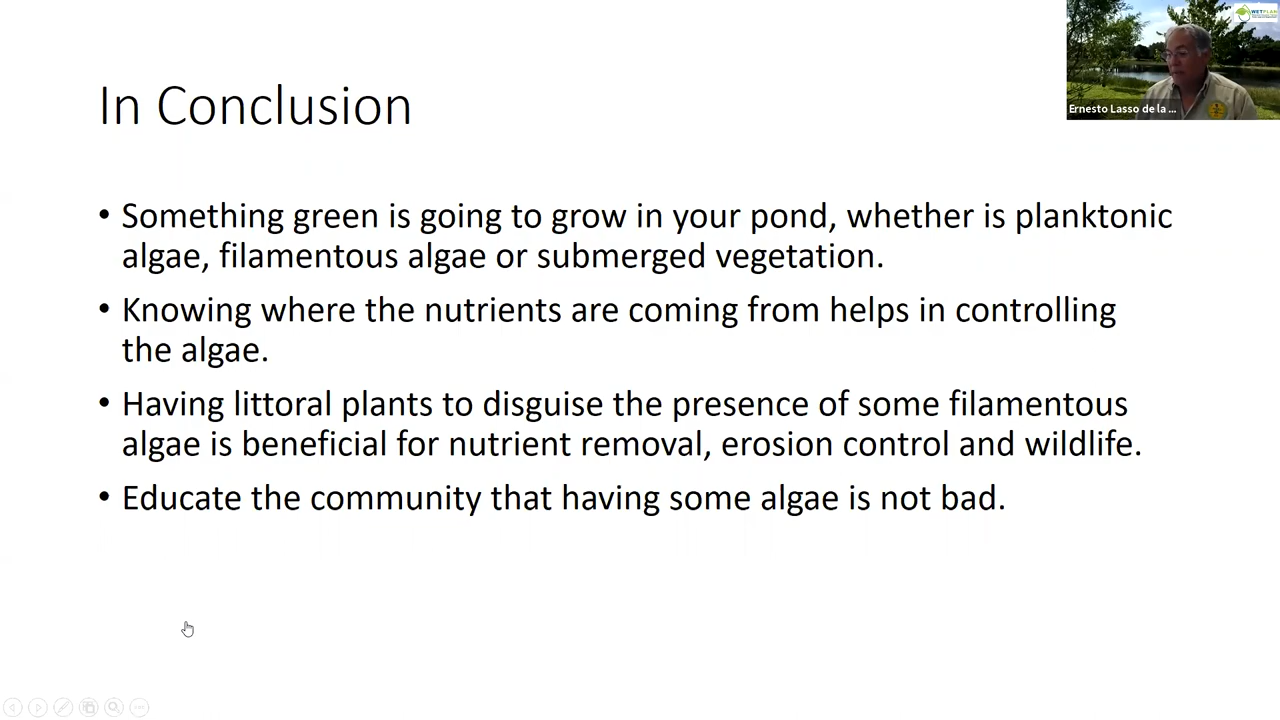 WETPLAN
Ernesto Lasso de la ...
In Conclusion
• Something green is going to grow in your pond, whether is planktonic
algae, filamentous algae or submerged vegetation.
• Knowing where the nutrients are coming from helps in controlling
the algae.
• Having littoral plants to disguise the presence of some filamentous
algae is beneficial for nutrient removal, erosion control and wildlife.
• Educate the community that having some algae is not bad.